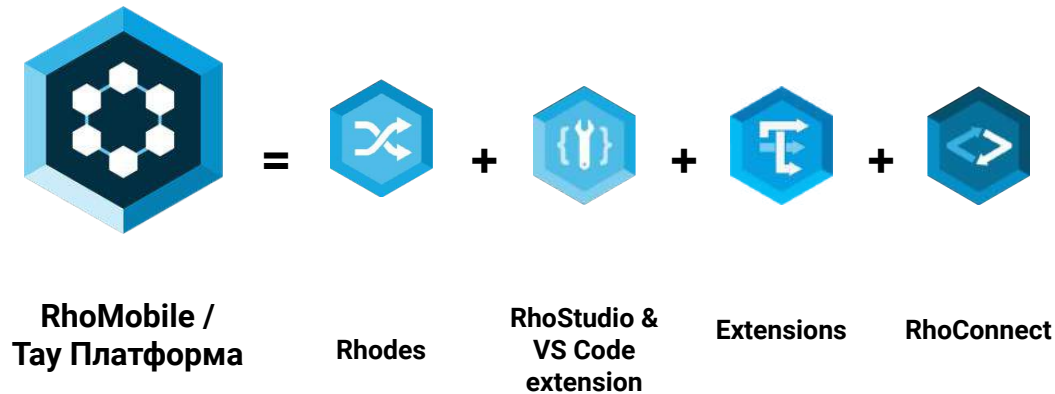 = + + +
RhoMobile /
Тау Платформа
Rhodes
RhoStudio &
VS Code
extension
Extensions
RhoConnect